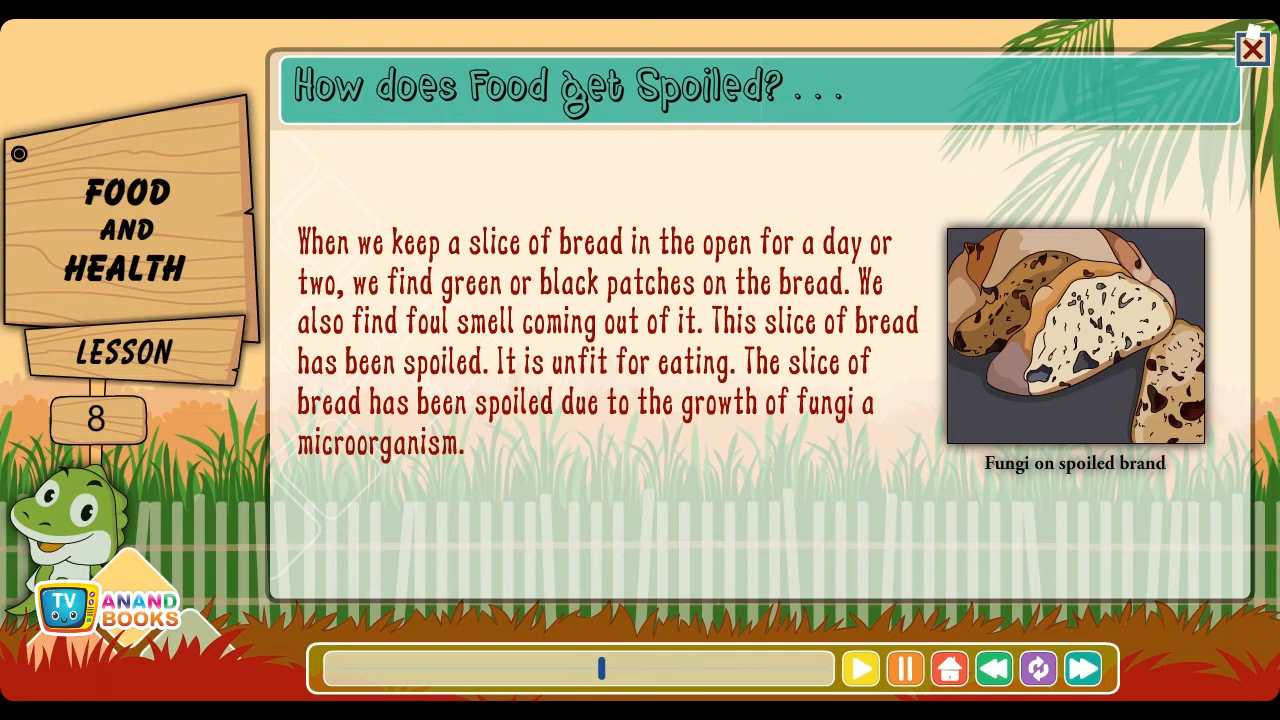 How does Food get Spoiled? . . .
FOOD
AND
HEALTH
LESSON
8
When we keep a slice of bread in the open for a day or
two, we find green or black patches on the bread. We
also find foul smell coming out of it. This slice of bread
has been spoiled. It is unfit for eating. The slice of
bread has been spoiled due to the growth of fungi a
microorganism.
Fungi on spoiled brand
TV
ANAND
BOOKS